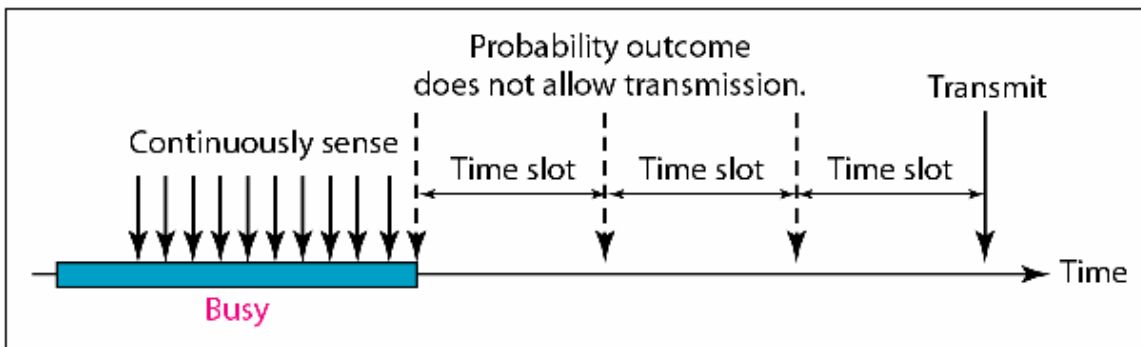 Probability outcome
does not allow transmission.
Transmit
Continuously sense
Time slot
Time slot
Time slot
Time
Busy